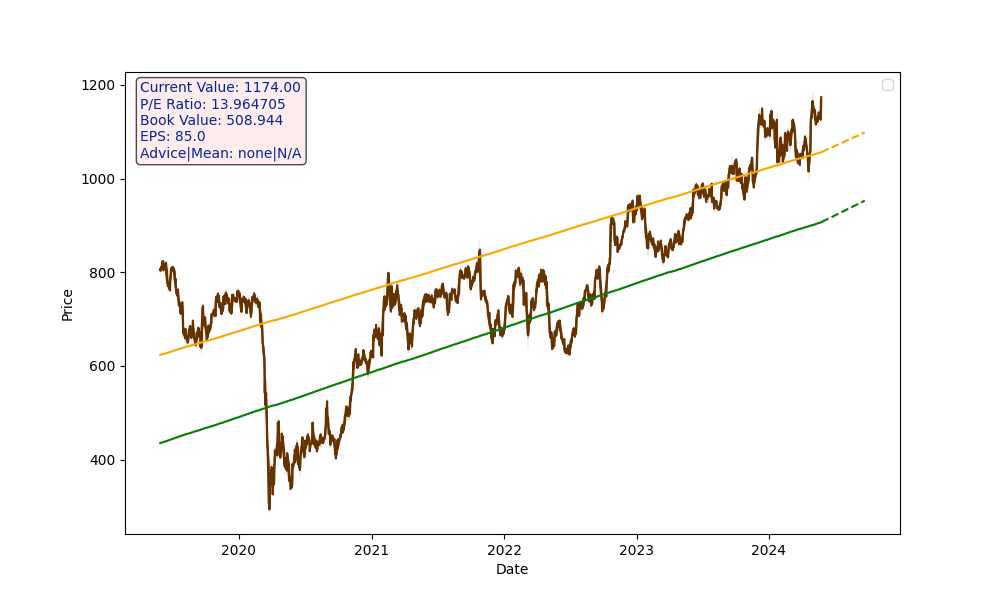 Current Value: 1174.00
P/E Ratio: 13.964705
Book Value: 508.944
EPS: 85.0
Advice|Mean: none|N/A
1200
1000
800
600
400
Price
2020
2021
2022
2023
2024
Date